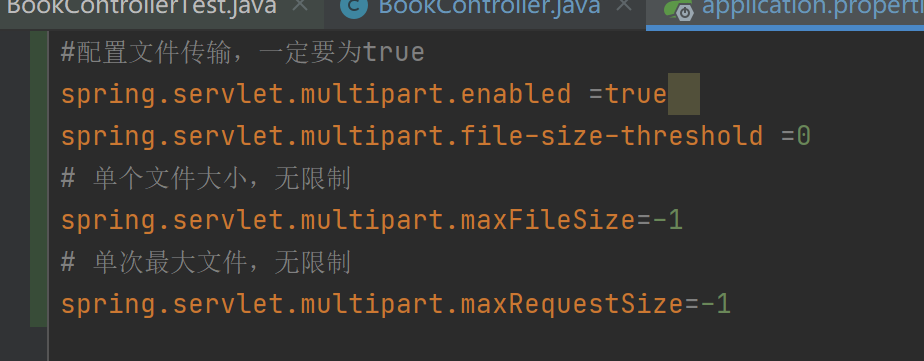 BookControllerTest.java × C BookController.java × application.properti
#配置文件传输，一定要为true
spring.servlet.multipart.enabled =true
spring.servlet.multipart.file-size-threshold =0
# 单个文件大小，无限制
spring.servlet.multipart.maxFileSize=-1
# 单次最大文件，无限制
spring.servlet.multipart.maxRequestSize=-1